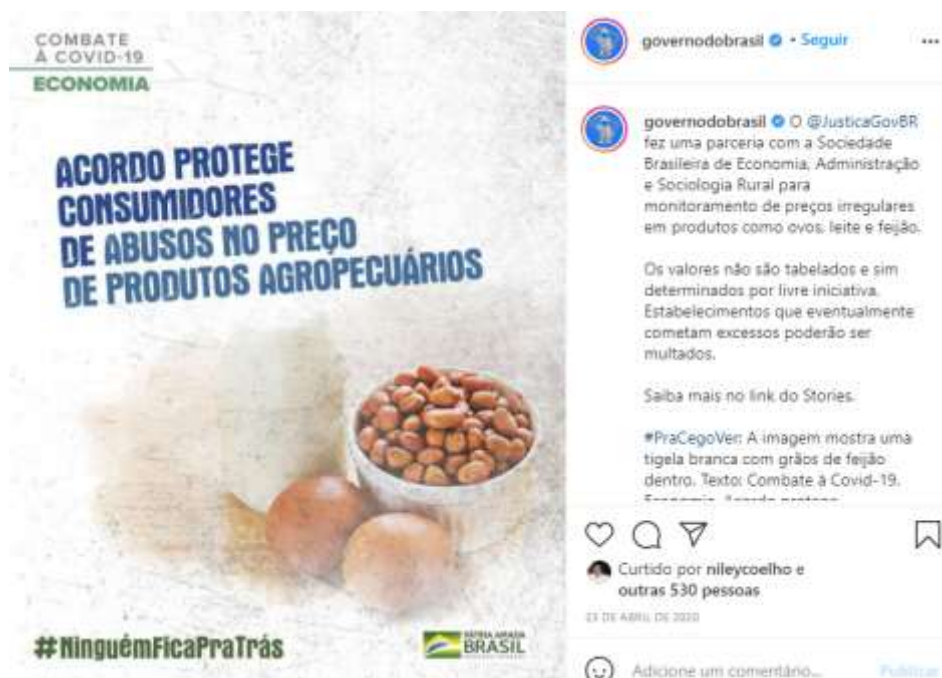 COMBATE
À COVID-19
ECONOMIA
ACORDO PROTEGE
CONSUMIDORES
DE ABUSOS NO PREÇO
DE PRODUTOS AGROPECUÁRIOS
#NinguémFicaPraTrás
PÁTRIA AMADA
BRASIL
governodobrasil • Seguir
governodobrasil O @JusticaGovBR
fez uma parceria com a Sociedade
Brasileira de Economia, Administração
e Sociologia Rural para
monitoramento de preços irregulares
em produtos como ovos, leite e feijão.
Os valores não são tabelados e sim
determinados por livre iniciativa.
Estabelecimentos que eventualmente
cometam excessos poderão ser
multados.
Saiba mais no link do Stories.
#PraCegoVer: A imagem mostra uma
tigela branca com grãos de feijão
dentro. Texto: Combate à Covid-19.
Curtido por nileycoelho e
outras 530 pessoas
23 DE ABRIL DE 2020
Adicione um comentário... Publicar